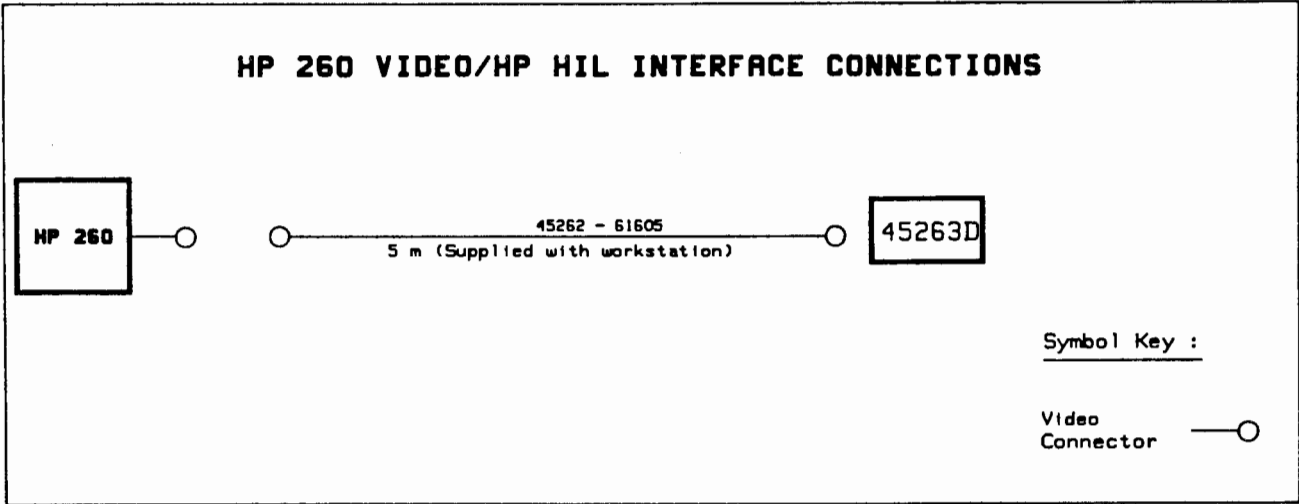 HP 260 VIDEO/HP HIL INTERFACE CONNECTIONS
HP 260
45262 - 61605
5 m (Supplied with workstation)
45263D
Symbol Key :
Video
Connector